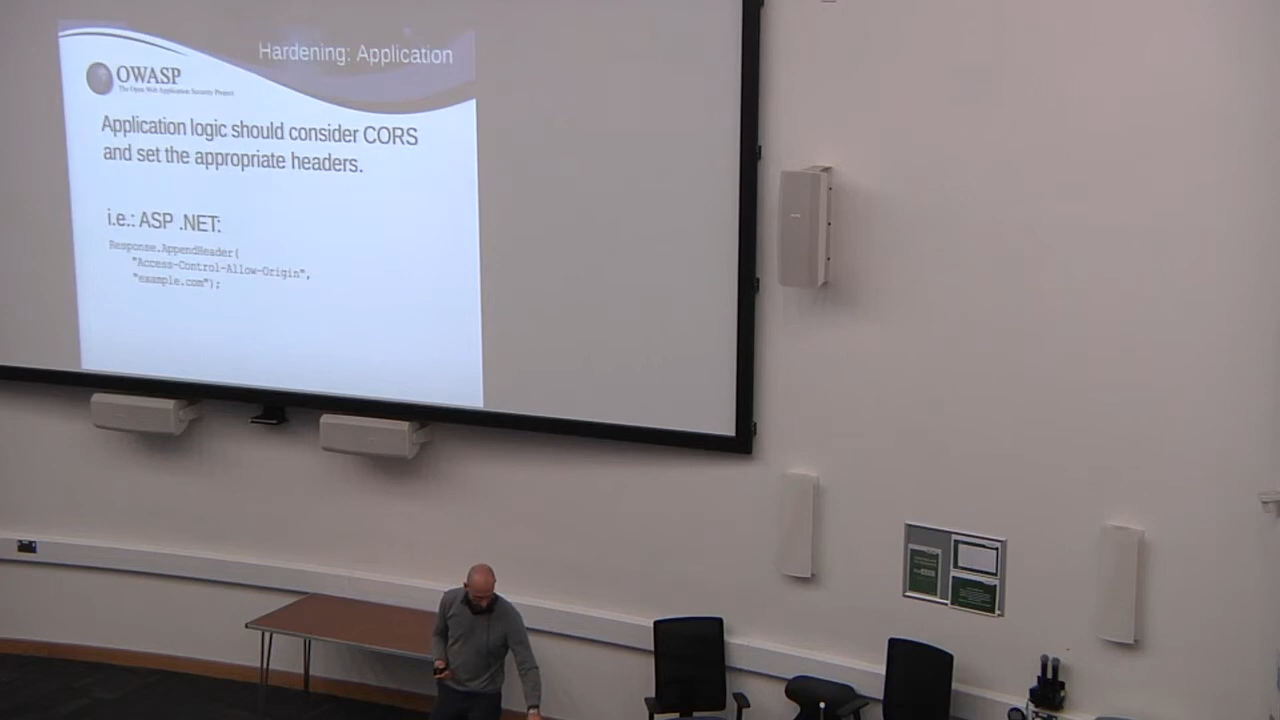 Hardening: Application
OWASP
The Open Web Application Security Project
Application logic should consider CORS
and set the appropriate headers.
i.e.: ASP .NET:
Response.AppendHeader(
"Access-Control-Allow-Origin",
"example.com");